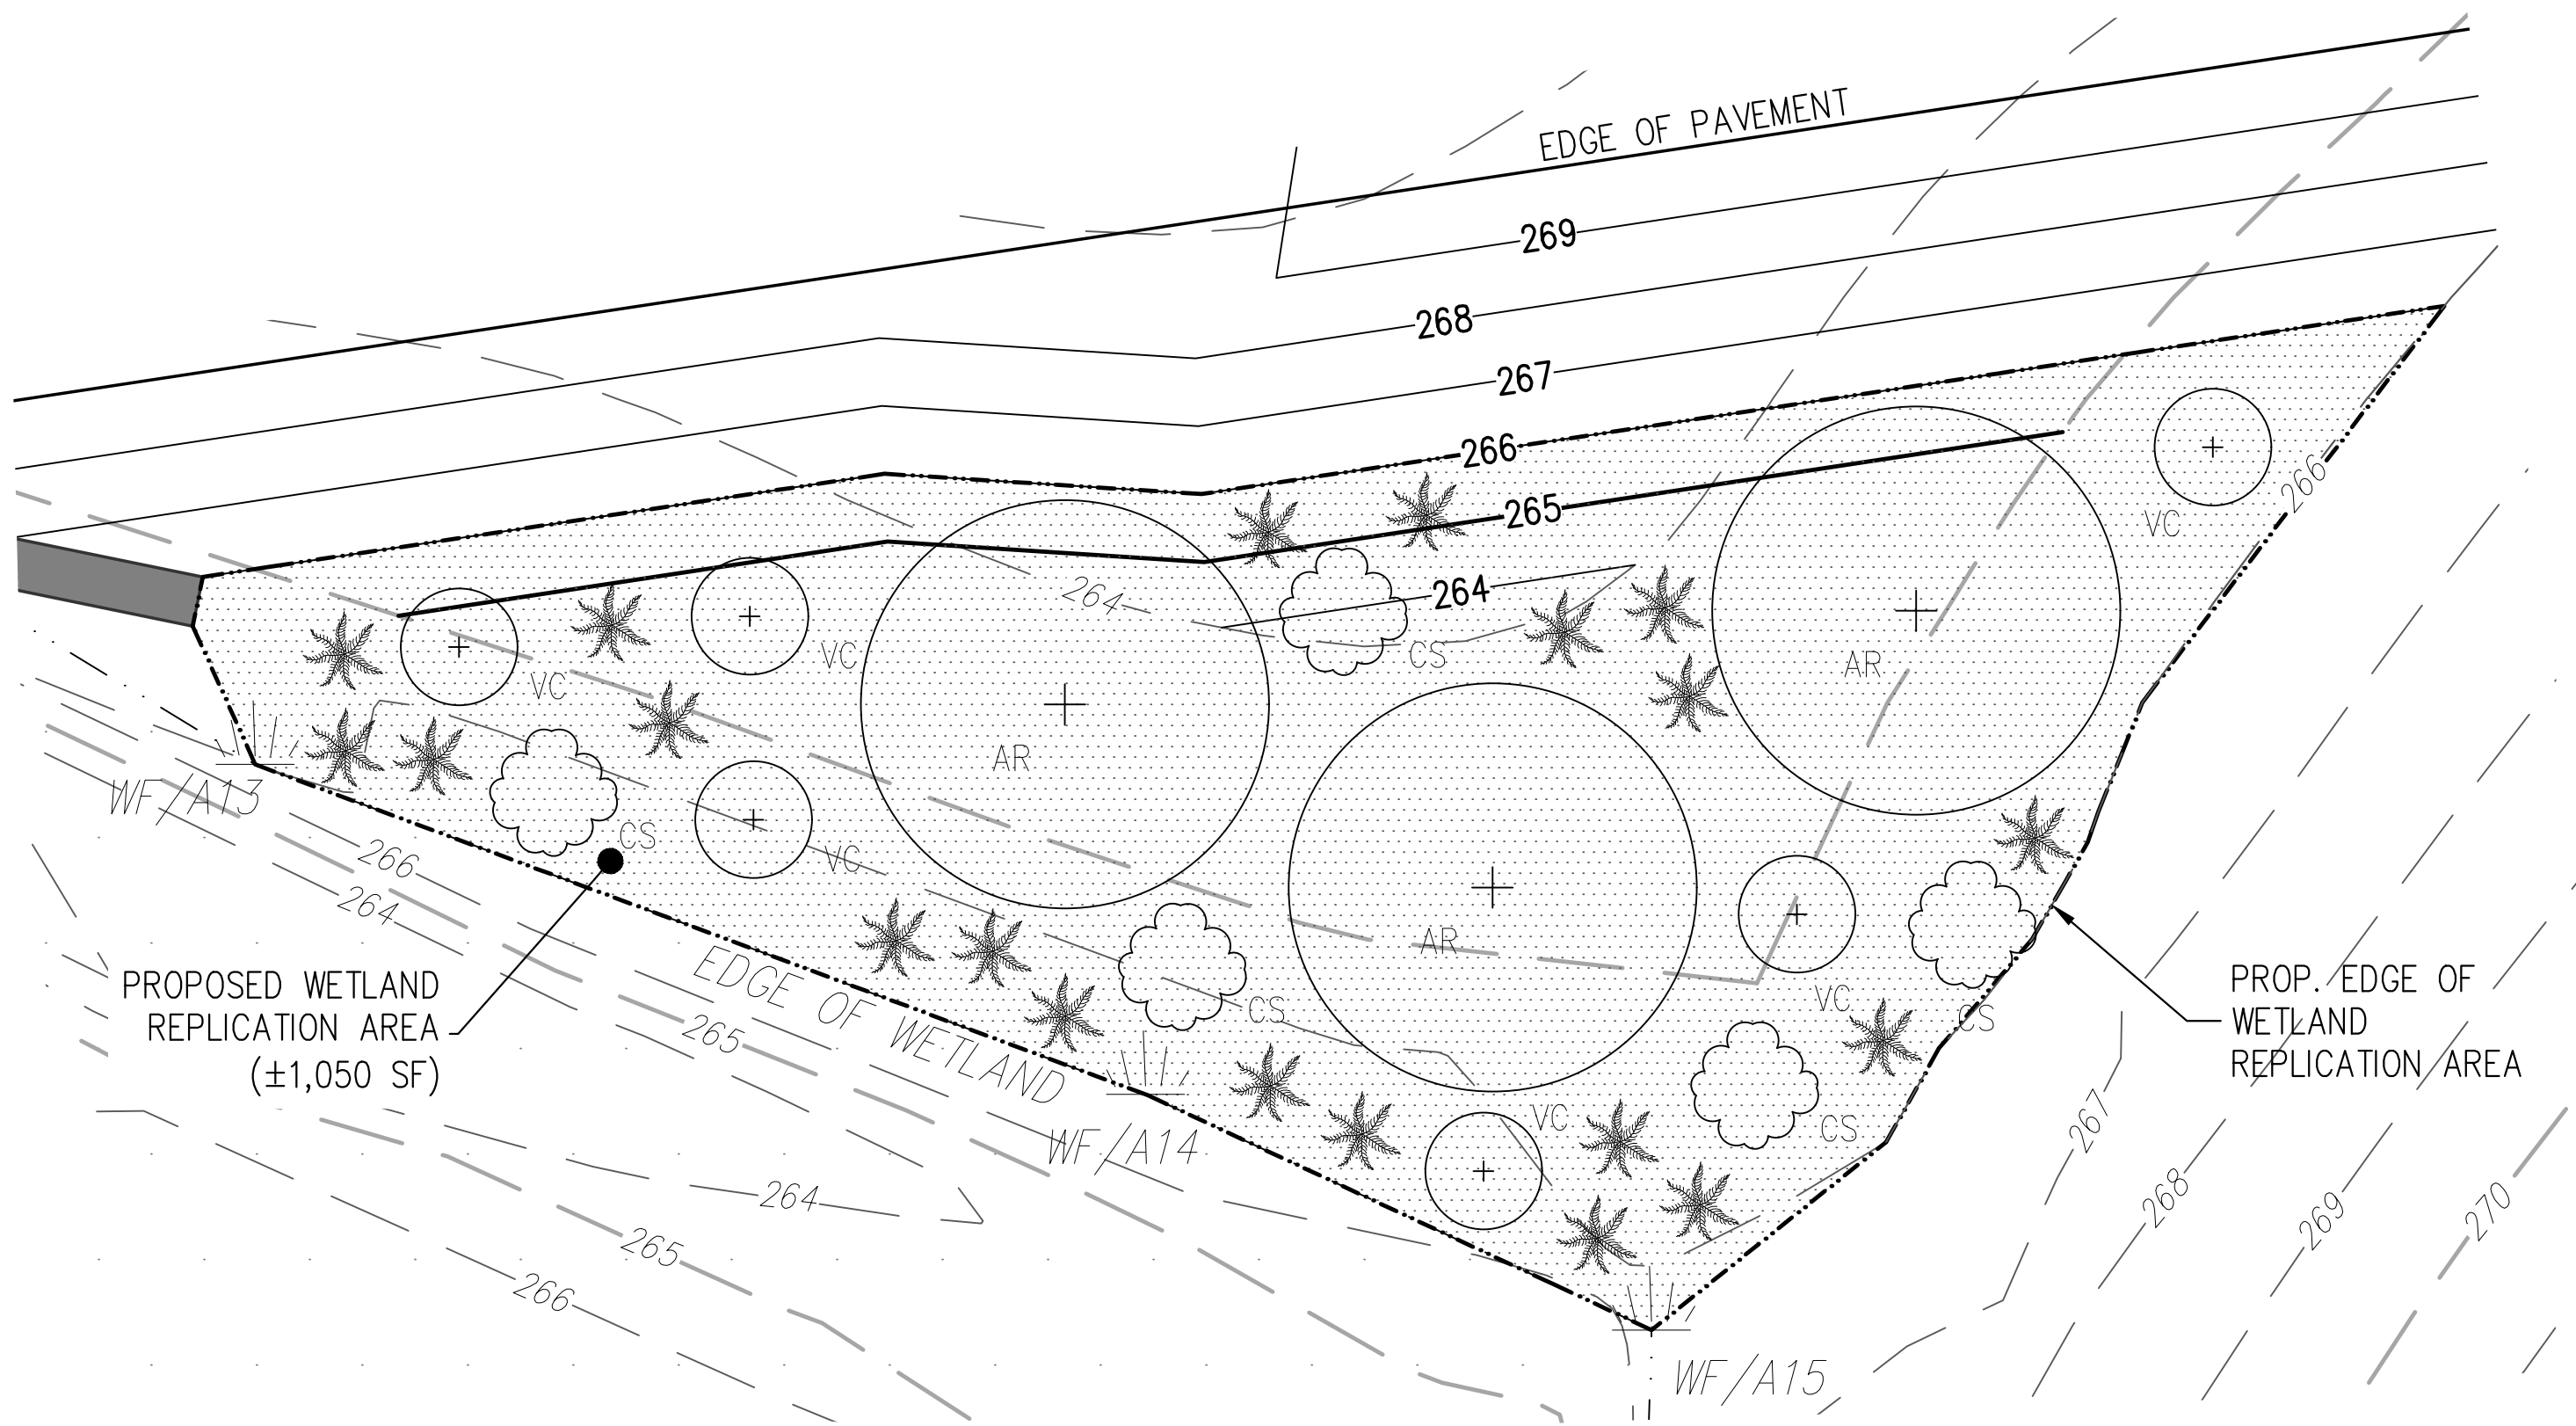 EDGE OF PAVEMENT
269
268
267
266
265
264
264
266
VC
CS
AR
VC
VC
AR
WF/A13
CS
VC
266
264
AR
EDGE OF WETLAND
PROPOSED WETLAND
REPLICATION AREA
(±1,050 SF)
265
CS
VC
CS
PROP. EDGE OF
WETLAND
REPLICATION AREA
VC
CS
267
WF/A14
264
268
269
270
265
266
WF/A15